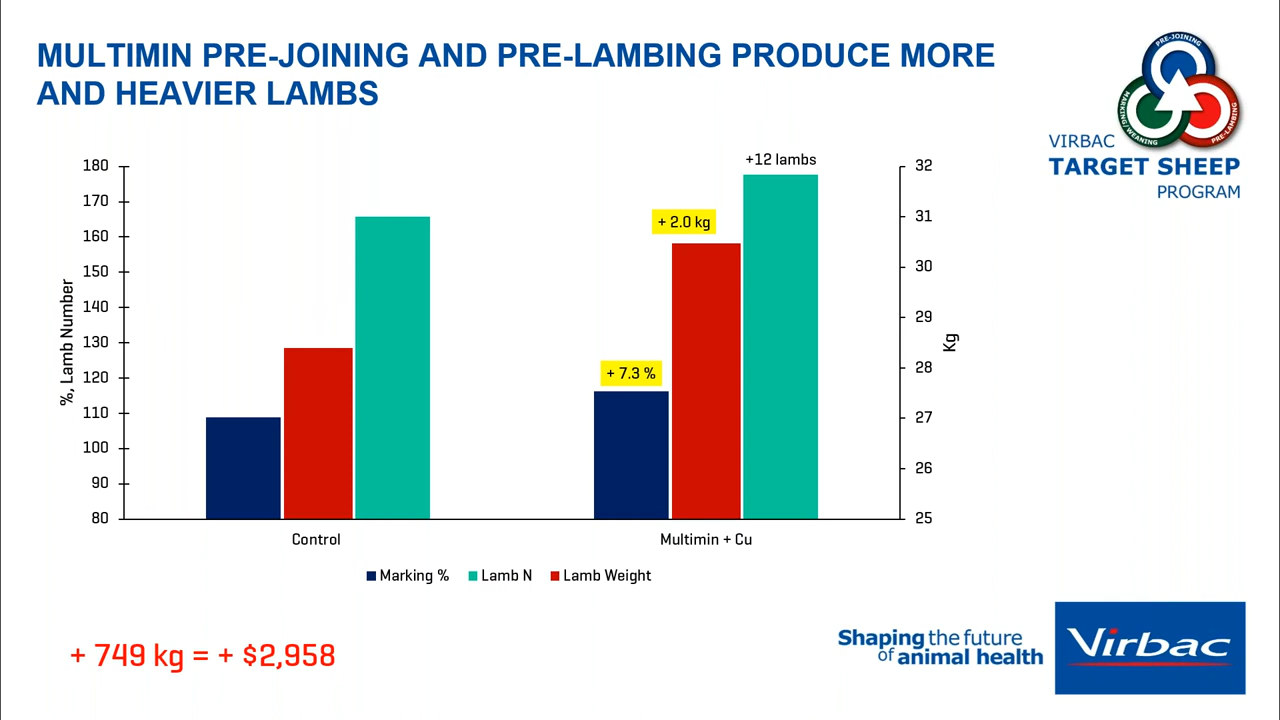 MULTIMIN PRE-JOINING AND PRE-LAMBING PRODUCE MORE
AND HEAVIER LAMBS
PRE-JOINING
MARKING/WEANING
PRE-LAMBING
VIRBAC
TARGET SHEEP
PROGRAM
%, Lamb Number
180
170
160
150
140
130
120
110
100
90
80
+12 lambs
+ 2.0 kg
+ 7.3 %
32
31
30
29
28
27
26
25
Kg
Control
Multimin + Cu
Marking %
Lamb N
Lamb Weight
+ 749 kg = + $2,958
Shaping the future
of animal health
Virbac